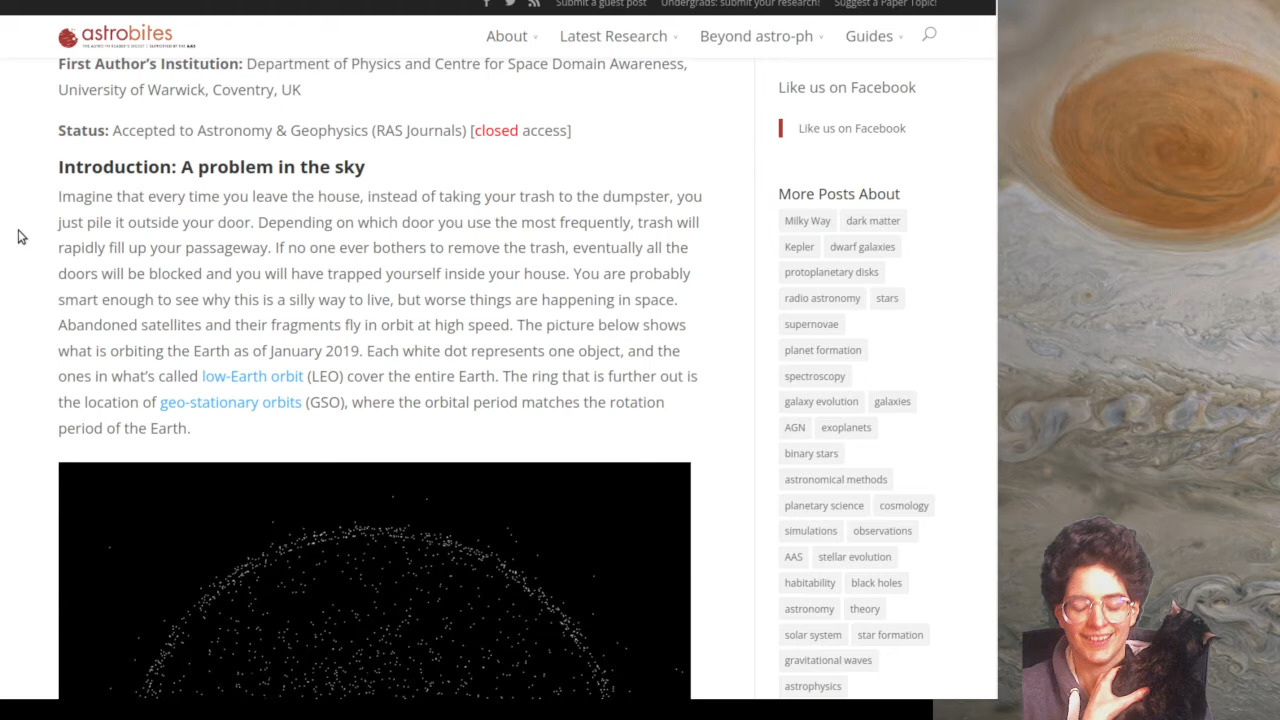 Submit a guest post
Undergrads: submit your research!
Suggest a Paper Topic!
astrobites
About
Latest Research
Beyond astro-ph
Guides
First Author’s Institution: Department of Physics and Centre for Space Domain Awareness,
University of Warwick, Coventry, UK
Status: Accepted to Astronomy & Geophysics (RAS Journals) [closed access]
Introduction: A problem in the sky
Imagine that every time you leave the house, instead of taking your trash to the dumpster, you
just pile it outside your door. Depending on which door you use the most frequently, trash will
rapidly fill up your passageway. If no one ever bothers to remove the trash, eventually all the
doors will be blocked and you will have trapped yourself inside your house. You are probably
smart enough to see why this is a silly way to live, but worse things are happening in space.
Abandoned satellites and their fragments fly in orbit at high speed. The picture below shows
what is orbiting the Earth as of January 2019. Each white dot represents one object, and the
ones in what’s called low-Earth orbit (LEO) cover the entire Earth. The ring that is further out is
the location of geo-stationary orbits (GSO), where the orbital period matches the rotation
period of the Earth.
Like us on Facebook
Like us on Facebook
More Posts About
Milky Way dark matter
Kepler dwarf galaxies
protoplanetary disks
radio astronomy stars
supernovae
planet formation
spectroscopy
galaxy evolution galaxies
AGN exoplanets
binary stars
astronomical methods
planetary science cosmology
simulations observations
AAS stellar evolution
habitability black holes
astronomy theory
solar system star formation
gravitational waves
astrophysics